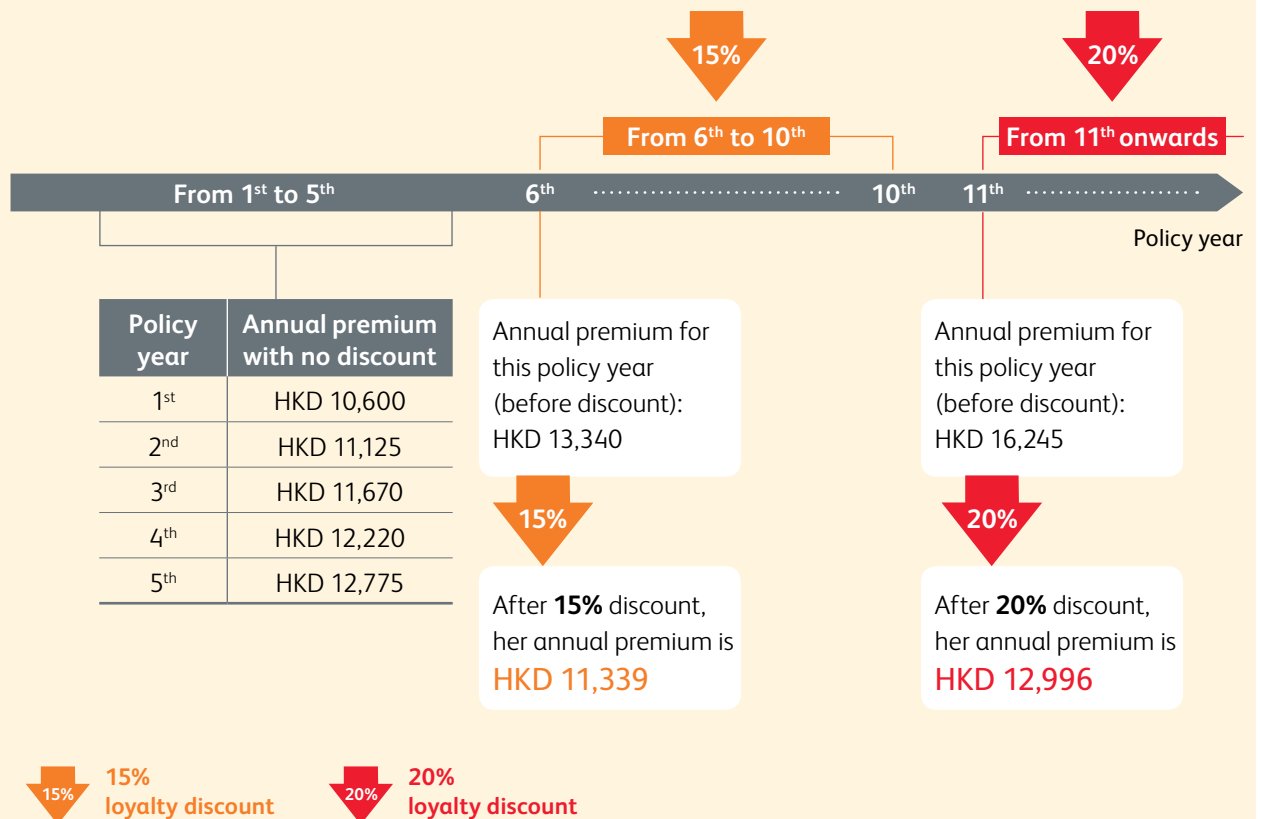 15%
20%
From 6th to 10th
From 11th onwards
From 1st to 5th
6th
10th
11th
Policy year
Policy year
Annual premium with no discount
1st HKD 10,600
2nd HKD 11,125
3rd HKD 11,670
4th HKD 12,220
5th HKD 12,775
Annual premium for
this policy year
(before discount):
HKD 13,340
15%
After 15% discount,
her annual premium is
HKD 11,339
Annual premium for
this policy year
(before discount):
HKD 16,245
20%
After 20% discount,
her annual premium is
HKD 12,996
15%
15%
loyalty discount
20%
20%
loyalty discount